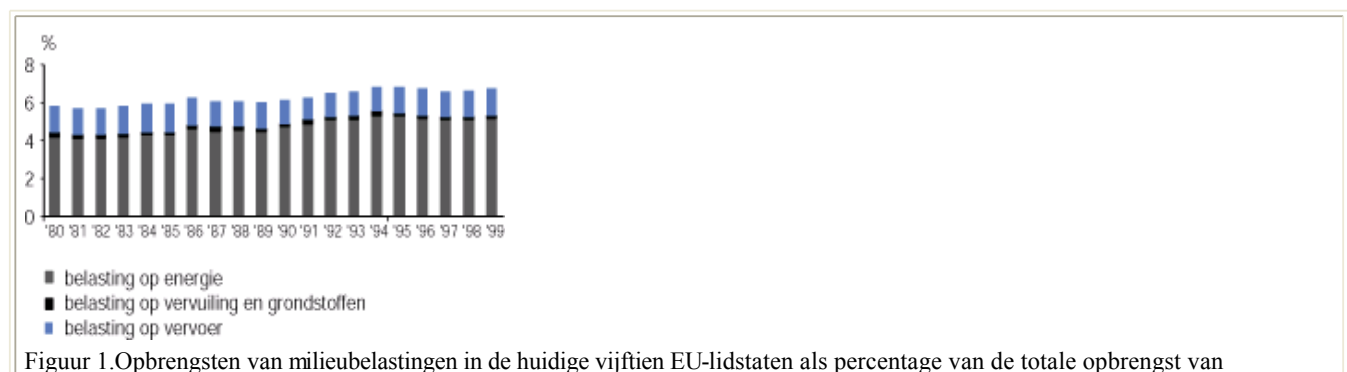 %
8
6
4
2
0
'80 '81 '82 '83 '84 '85 '86 '87 '88 '89 '90 '91 '92 '93 '94 '95 '96 '97 '98 '99
belasting op energie
belasting op vervuiling en grondstoffen
belasting op vervoer
Figuur 1.Opbrengsten van milieubelastingen in de huidige vijftien EU-lidstaten als percentage van de totale opbrengst van